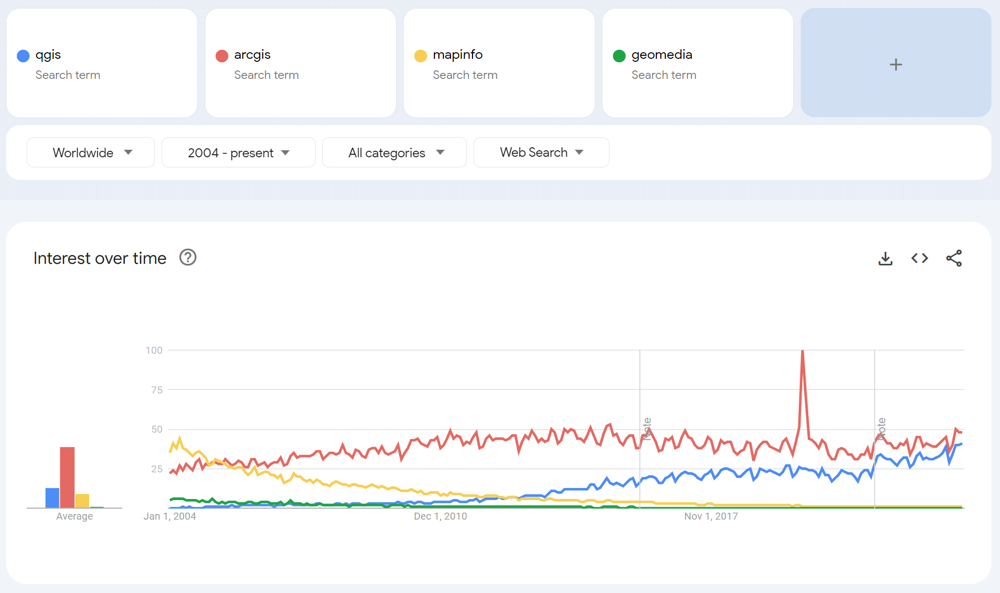 qgis
Search term
arcgis
Search term
mapinfo
Search term
geomedia
Search term
+
Worldwide
2004 - present
All categories
Web Search
Interest over time
?
100
75
50
25
Note
Note
Average
Jan 1, 2004
Dec 1, 2010
Nov 1, 2017